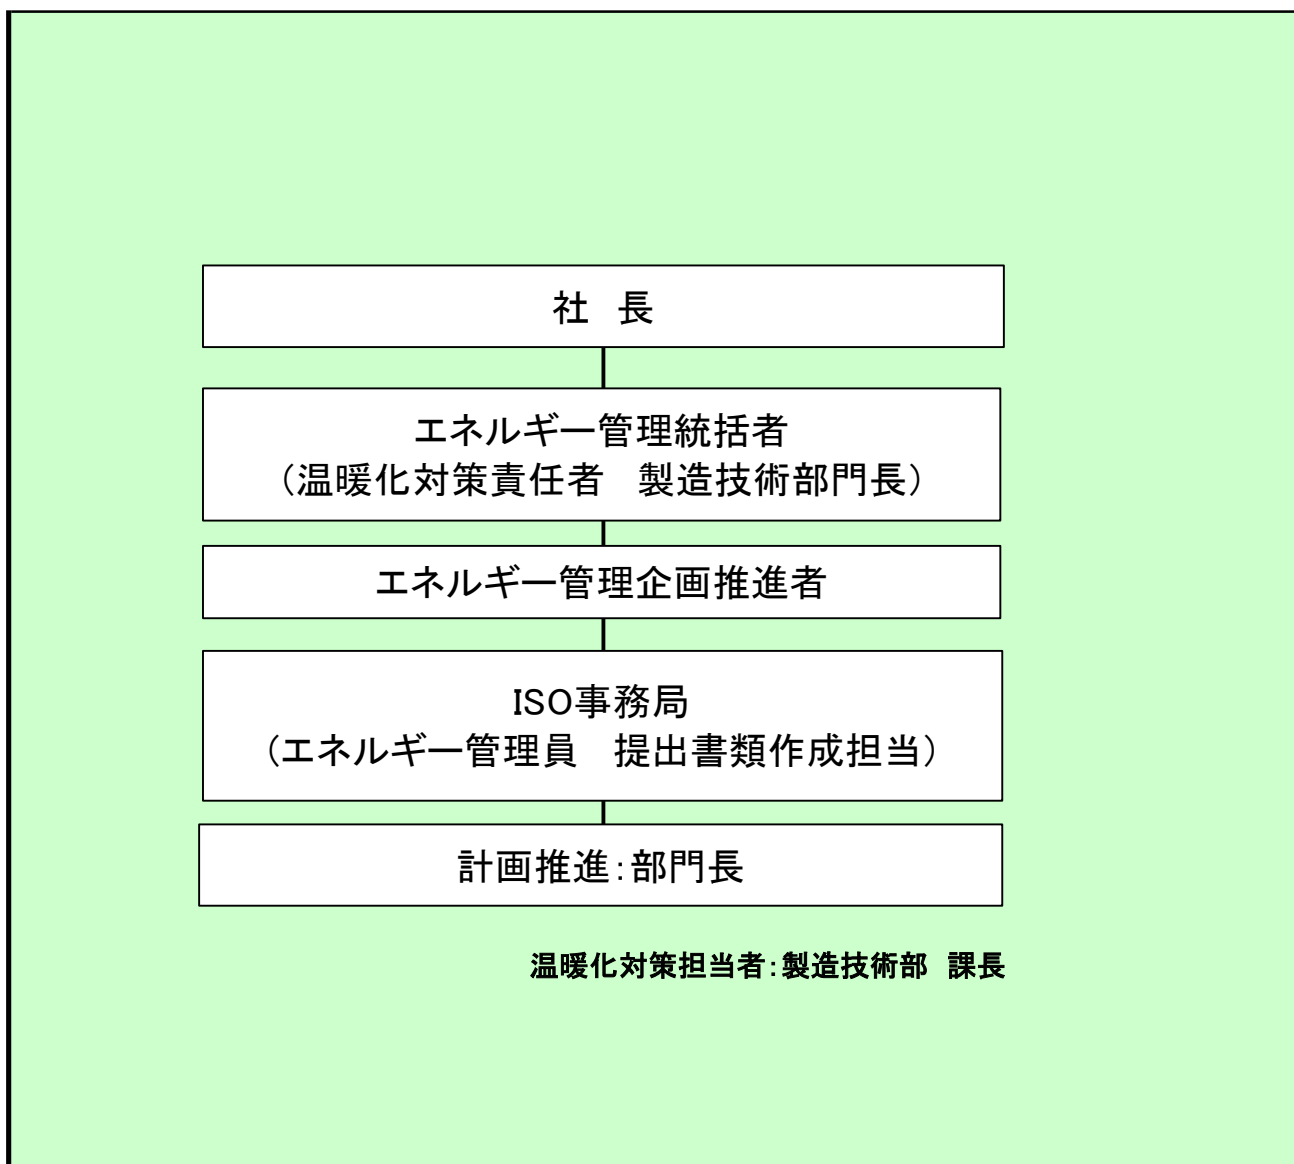 社　長
エネルギー管理統括者
（温暖化対策責任者　製造技術部門長）
エネルギー管理企画推進者
ISO事務局
（エネルギー管理員　提出書類作成担当）
計画推進：部門長
温暖化対策担当者：製造技術部　課長